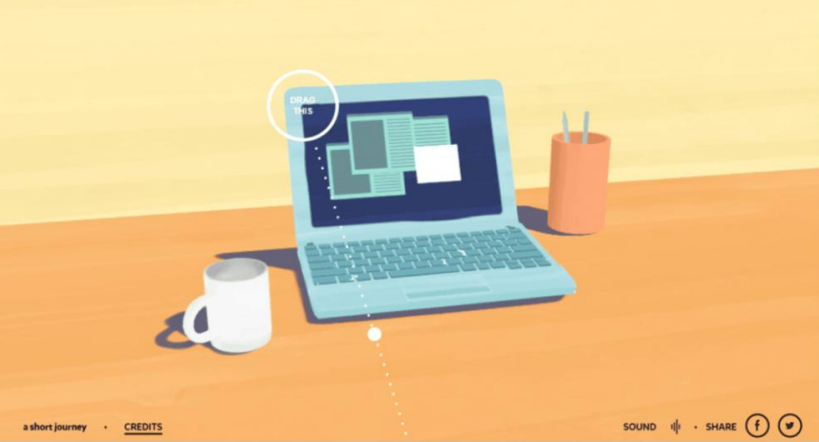 DRAG
THIS
a short journey • CREDITS
SOUND • SHARE